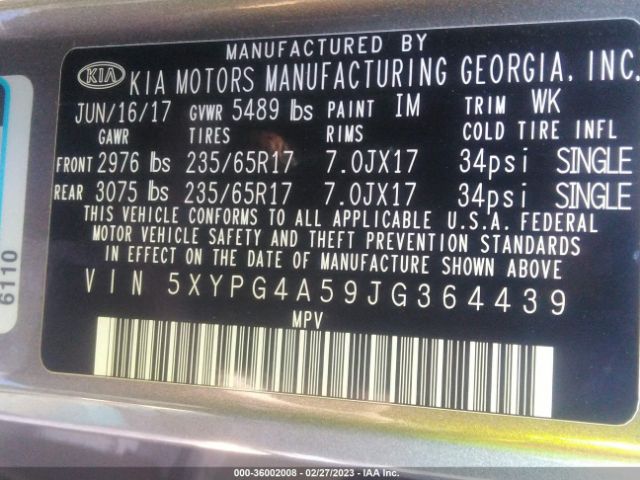 MANUFACTURED BY
KIA KIA MOTORS MANUFACTURING GEORGIA, INC.
JUN/16/17 GVWR 5489 lbs PAINT IM TRIM WK
GAWR TIRES RIMS COLD TIRE INFL
FRONT 2976 lbs 235/65R17 7.0JX17 34psi SINGLE
REAR 3075 lbs 235/65R17 7.0JX17 34psi SINGLE
THIS VEHICLE CONFORMS TO ALL APPLICABLE U.S.A. FEDERAL
MOTOR VEHICLE SAFETY AND THEFT PREVENTION STANDARDS
IN EFFECT ON THE DATE OF MANUFACTURE SHOWN ABOVE
VIN 5XYPG4A59JG364439
MPV
6110
000-36002008 - 02/27/2023 - IAA Inc.